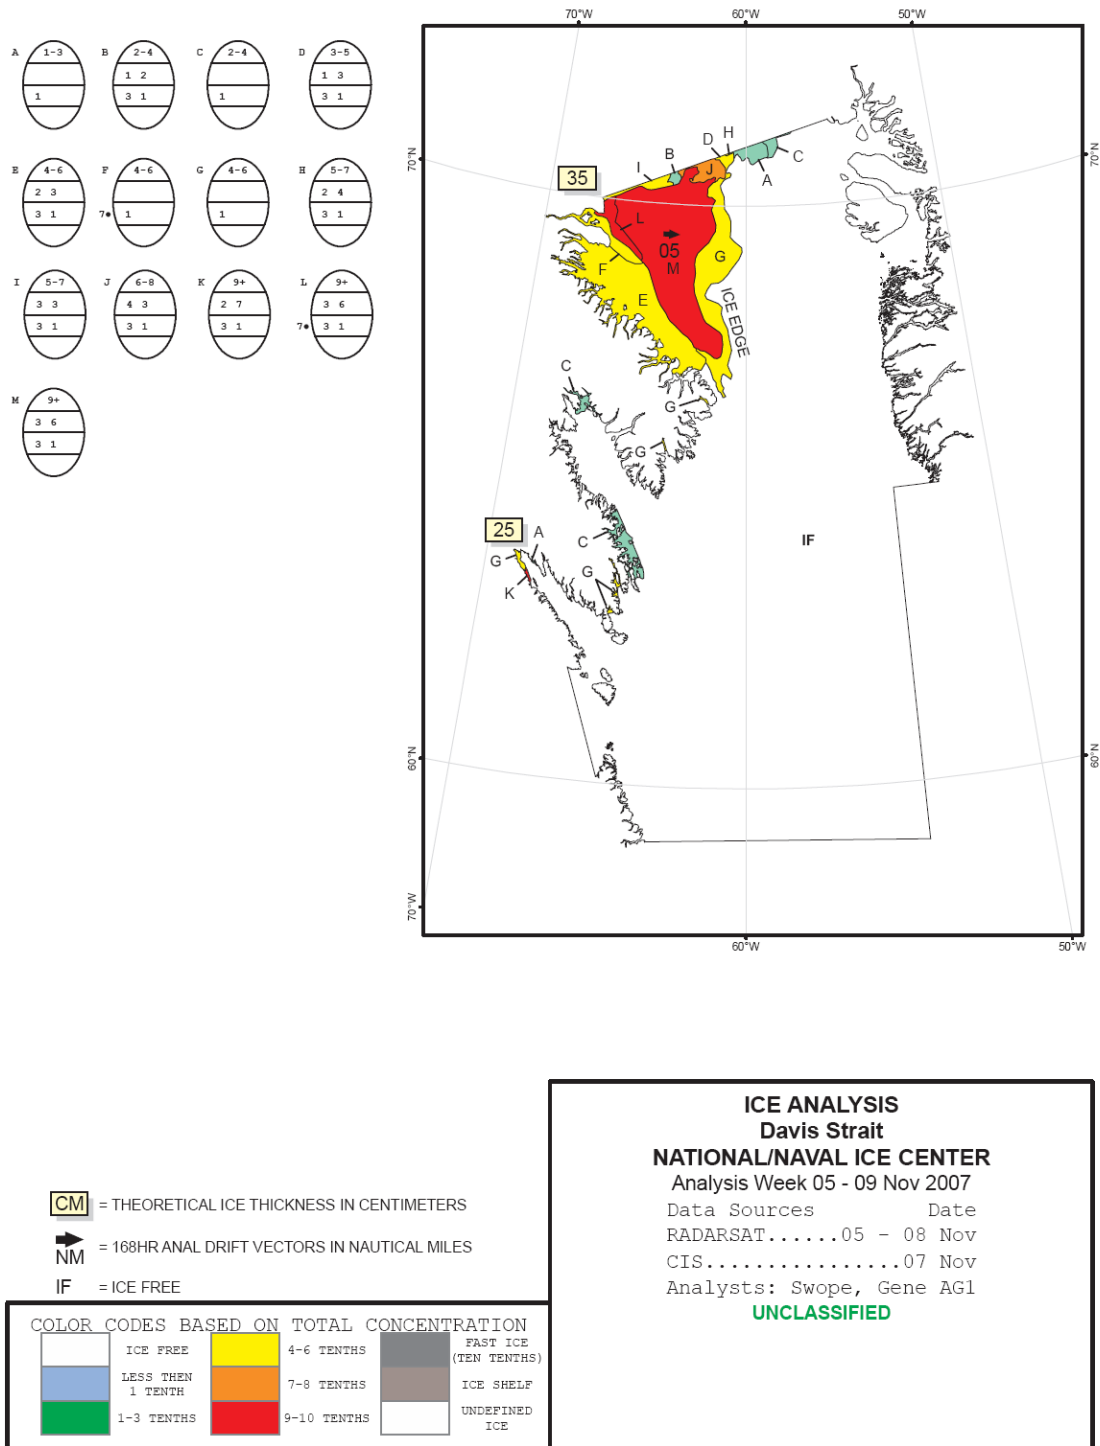 A 1-3
1
B 2-4
1 2
3 1
C 2-4
1
D 3-5
1 3
3 1
E 4-6
2 3
3 1
F 4-6
7● 1
G 4-6
1
H 5-7
2 4
3 1
I 5-7
3 3
3 1
J 6-8
4 3
3 1
K 9+
2 7
3 1
L 9+
3 6
7● 3 1
M 9+
3 6
3 1
70°W 60°W 50°W
70°N
70°N
H
D
B
I
J
C
A
35
L
05
M
G
F
E
ICE EDGE
C
G
G
25
A
G
K
C
G
IF
60°N
60°N
70°W
60°W 50°W
CM = THEORETICAL ICE THICKNESS IN CENTIMETERS
NM = 168HR ANAL DRIFT VECTORS IN NAUTICAL MILES
IF = ICE FREE
COLOR CODES BASED ON TOTAL CONCENTRATION
ICE FREE
LESS THEN
1 TENTH
1-3 TENTHS
4-6 TENTHS
7-8 TENTHS
9-10 TENTHS
FAST ICE
(TEN TENTHS)
ICE SHELF
UNDEFINED
ICE
ICE ANALYSIS
Davis Strait
NATIONAL/NAVAL ICE CENTER
Analysis Week 05 - 09 Nov 2007
Data Sources Date
RADARSAT......05 - 08 Nov
CIS................07 Nov
Analysts: Swope, Gene AG1
UNCLASSIFIED